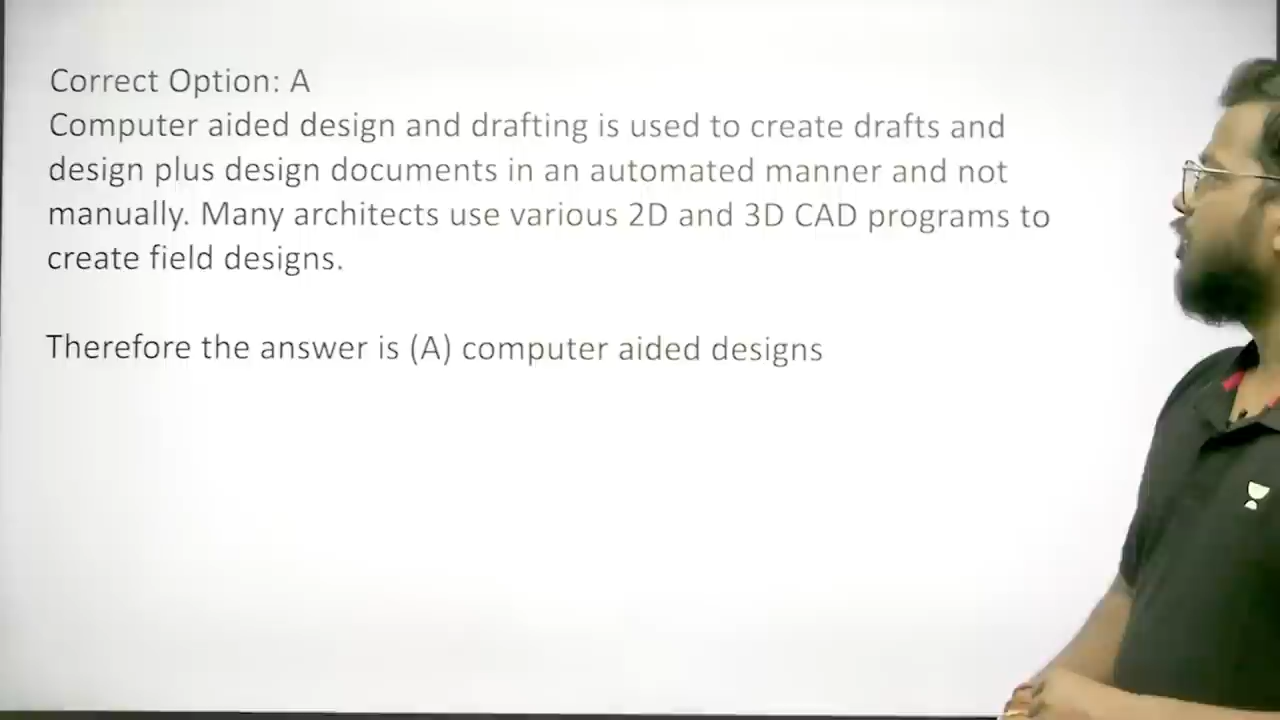 Correct Option: A
Computer aided design and drafting is used to create drafts and
design plus design documents in an automated manner and not
manually. Many architects use various 2D and 3D CAD programs to
create field designs.
Therefore the answer is (A) computer aided designs